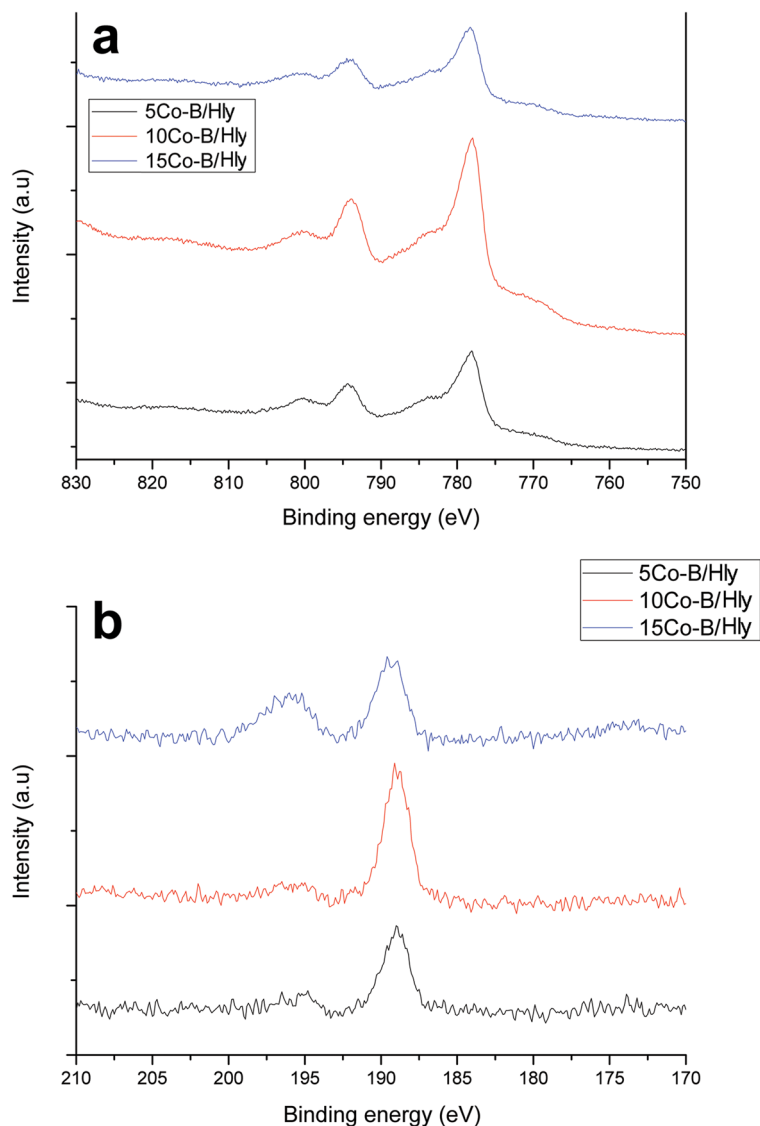 a
5Co-B/Hly
10Co-B/Hly
15Co-B/Hly
Intensity (a.u)
830 820 810 800 790 780 770 760 750
Binding energy (eV)
5Co-B/Hly
10Co-B/Hly
15Co-B/Hly
b
Intensity (a.u)
210 205 200 195 190 185 180 175 170
Binding energy (eV)